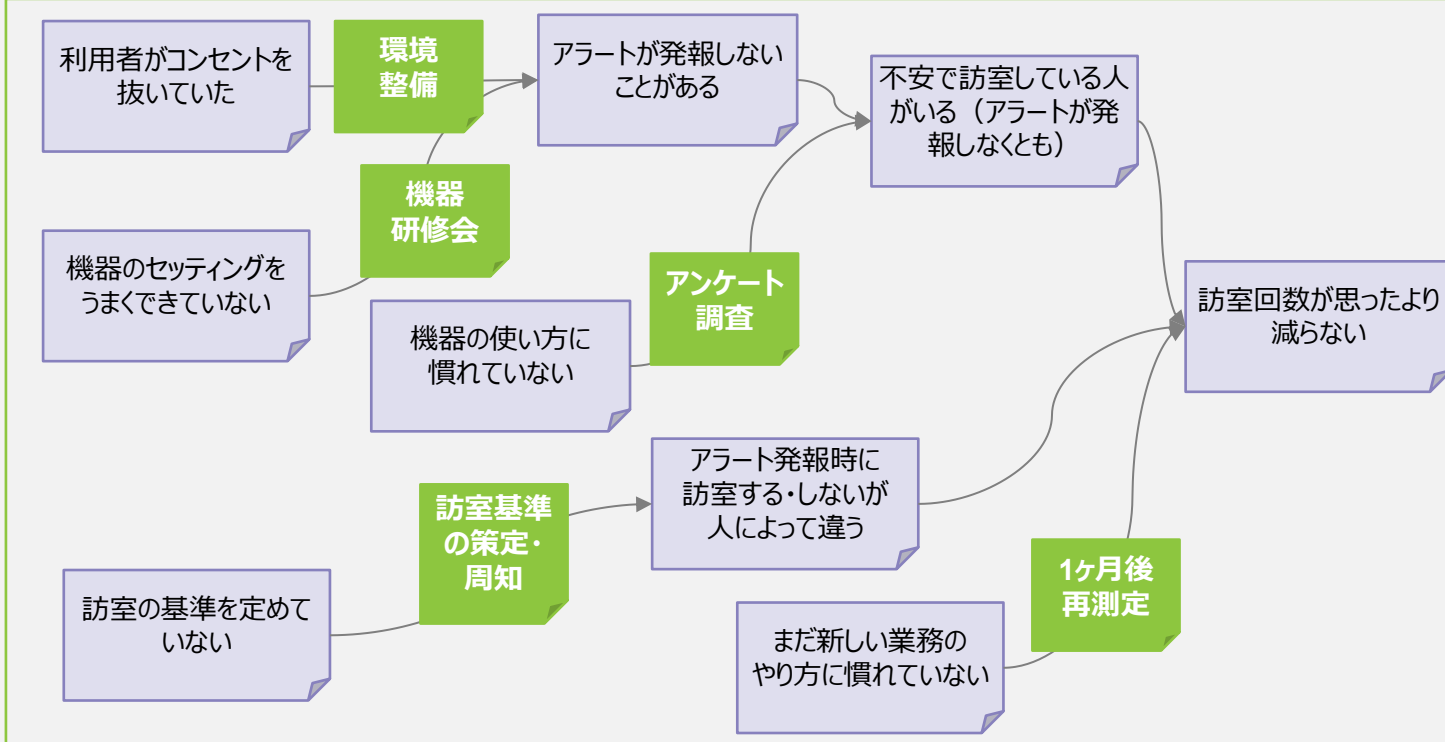 利用者がコンセントを
抜いていた
環境
整備
アラートが発報しない
ことがある
不安で訪室している人
がいる（アラートが発
報しなくとも）
機器
研修会
機器のセッティングを
うまくできていない
アンケート
調査
機器の使い方に
慣れていない
訪室回数が思ったより
減らない
アラート発報時に
訪室する・しないが
人によって違う
訪室基準
の策定・
周知
訪室の基準を定めて
いない
1ヶ月後
再測定
まだ新しい業務の
やり方に慣れていない